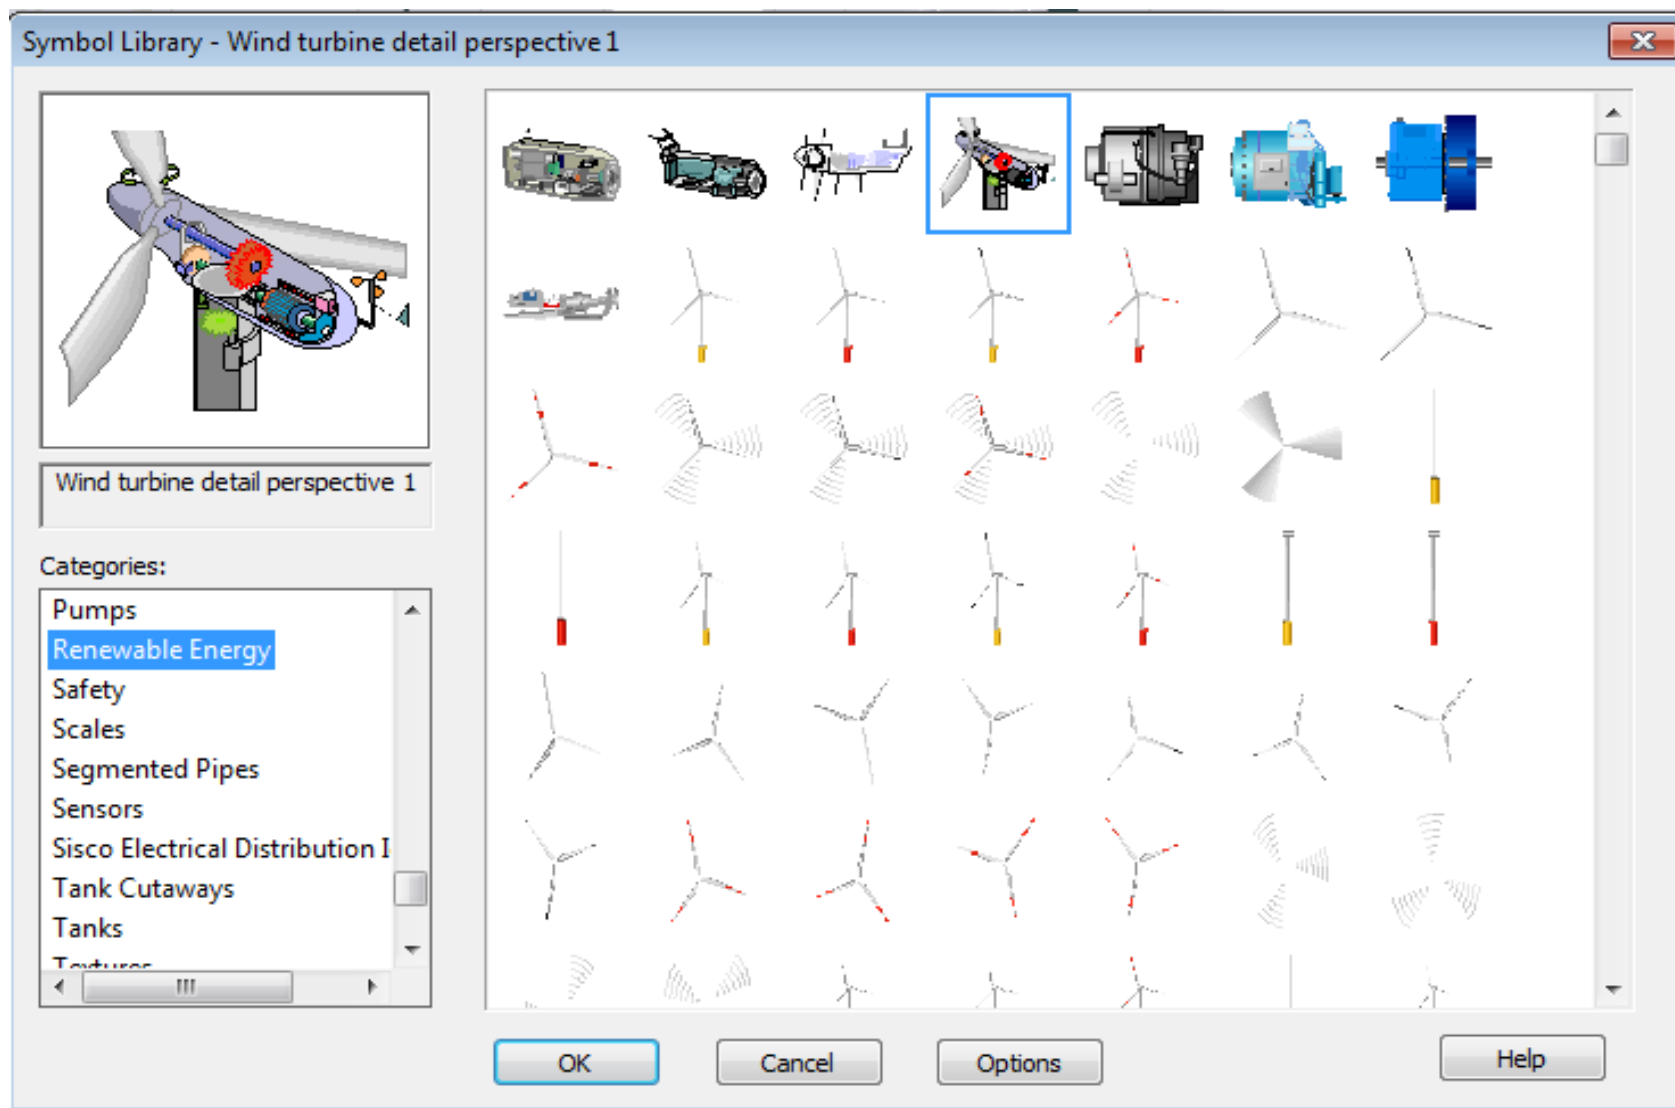 Symbol Library - Wind turbine detail perspective 1
Wind turbine detail perspective 1
Categories:
Pumps
Renewable Energy
Safety
Scales
Segmented Pipes
Sensors
Sisco Electrical Distribution I
Tank Cutaways
Tanks
Textures
OK
Cancel
Options
Help